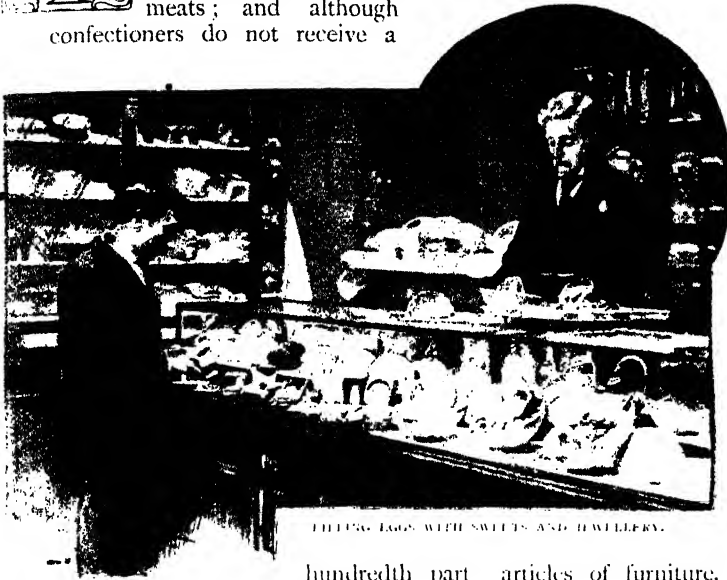 meats ; and although
confectioners do not receive a
FILLING EGGS WITH SWEETS AND JEWELLERY.
hundredth part articles of furniture.